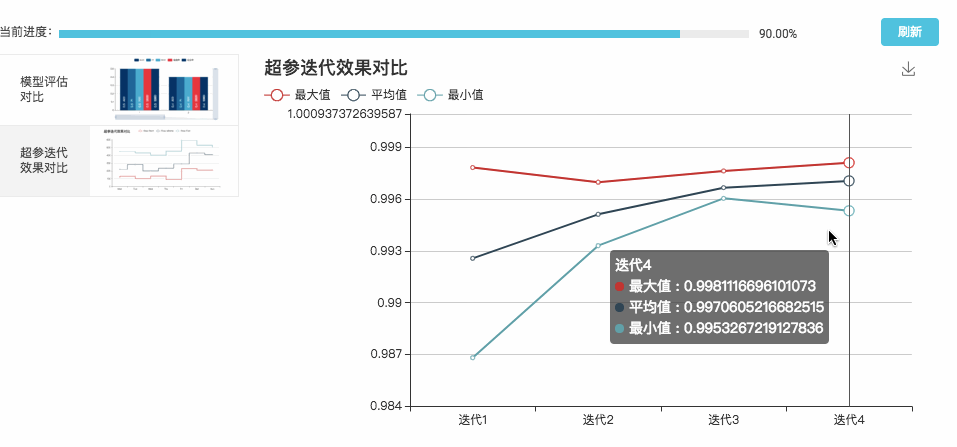 当前进度:
90.00%
刷新
模型评估
对比
超参迭代
效果对比
超参迭代效果对比
最大值 平均值 最小值
1.000937372639587
0.999
0.996
0.993
0.99
0.987
0.984
迭代1 迭代2 迭代3 迭代4
迭代4
最大值 : 0.9981116696101073
平均值 : 0.9970605216682515
最小值 : 0.9953267219127836